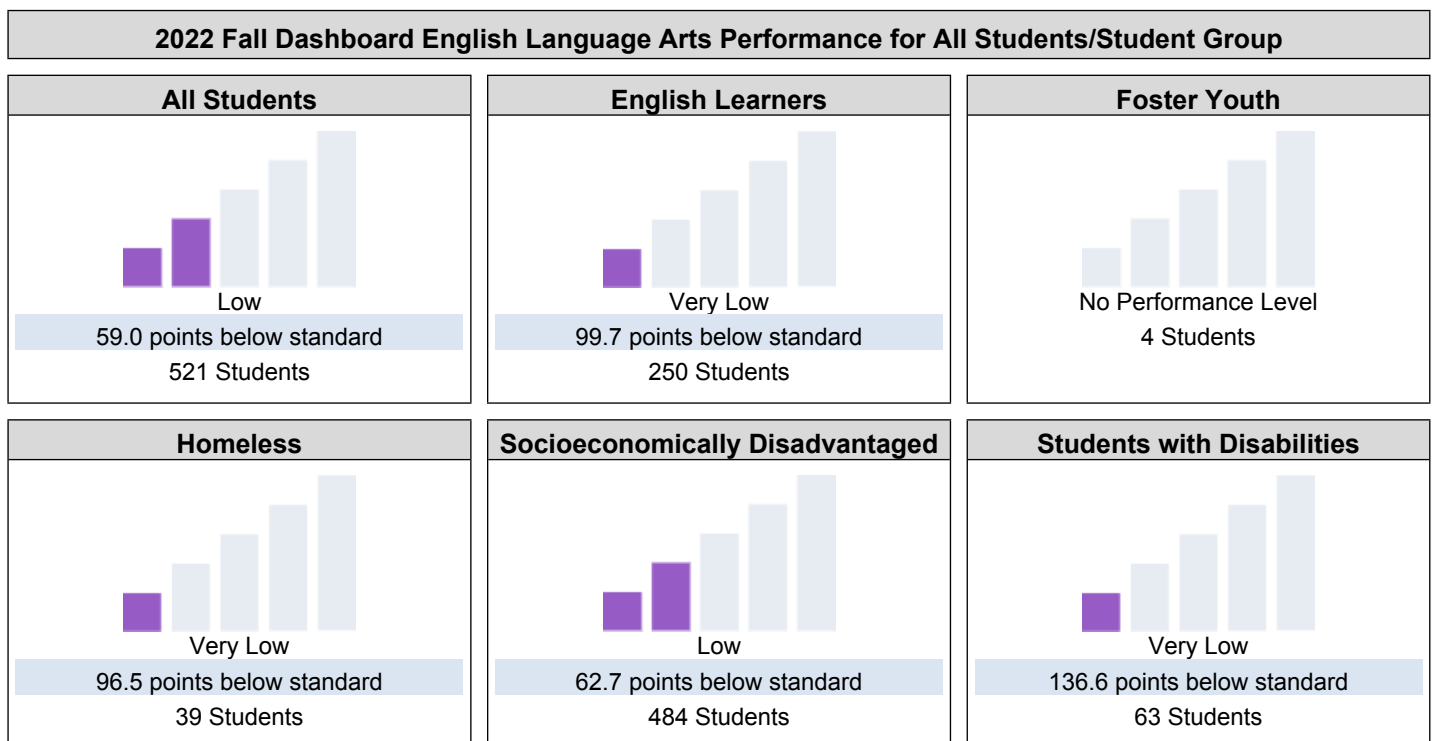 2022 Fall Dashboard English Language Arts Performance for All Students/Student Group
All Students
Low
59.0 points below standard
521 Students
English Learners
Very Low
99.7 points below standard
250 Students
Foster Youth
No Performance Level
4 Students
Homeless
Very Low
96.5 points below standard
39 Students
Socioeconomically Disadvantaged
Low
62.7 points below standard
484 Students
Students with Disabilities
Very Low
136.6 points below standard
63 Students